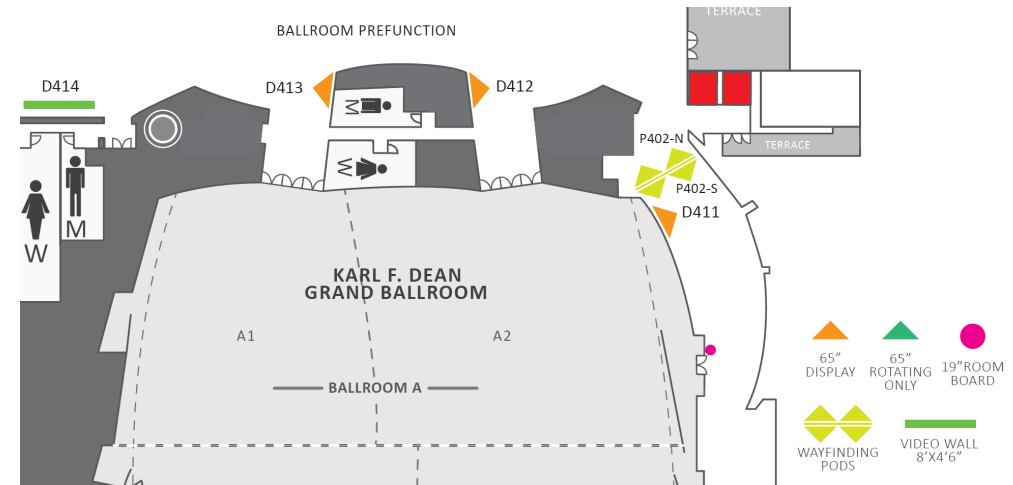 TERRACE
BALLROOM PREFUNCTION
D414
D413
D412
M
W
P402-N
TERRACE
P402-S
D411
W
M
KARL F. DEAN
GRAND BALLROOM
A1
A2
BALLROOM A
65”
DISPLAY
65”
ROTATING
ONLY
19”ROOM
BOARD
WAYFINDING
PODS
VIDEO WALL
8’X4‘6”